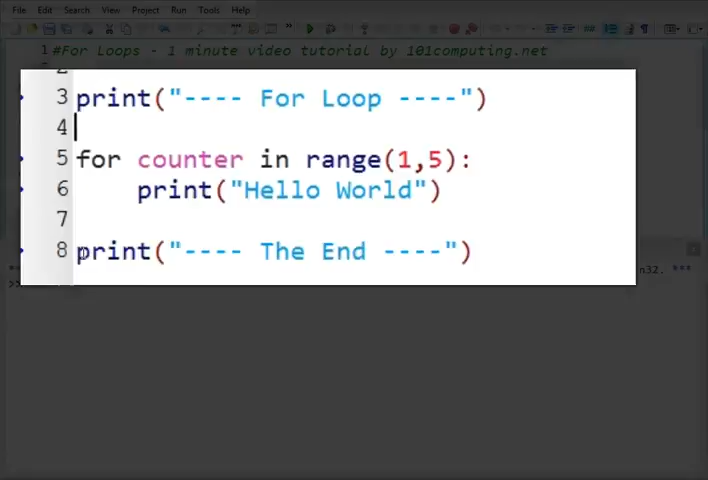 File Edit Search View Project Run Tools Help
1 #For Loops - 1 minute video tutorial by 101computing.net
2
3 print("---- For Loop ----")
4
5 for counter in range(1,5):
6 print("Hello World")
7
8 print("---- The End ----")
n32. ***
>>